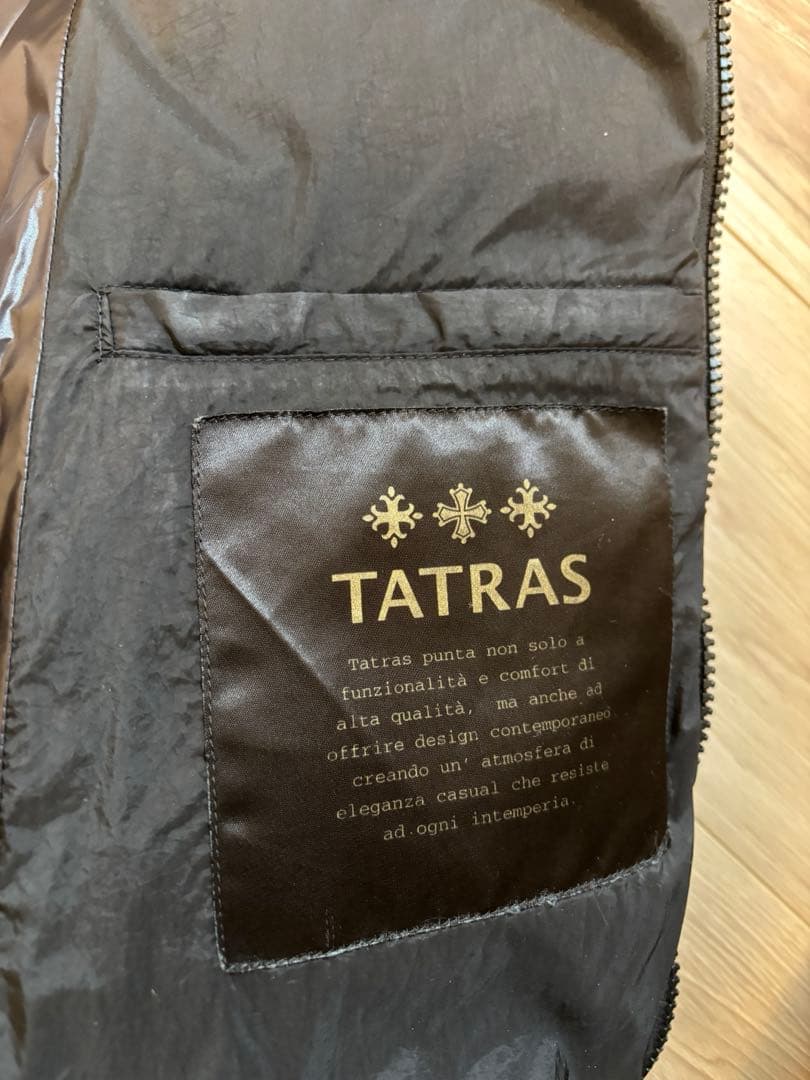 TATRAS
Tatras punta non solo a
funzionalità e comfort di
alta qualità, ma anche ad
offrire design contemporaneo
creando un' atmosfera di
eleganza casual che resiste
ad ogni intemperia.